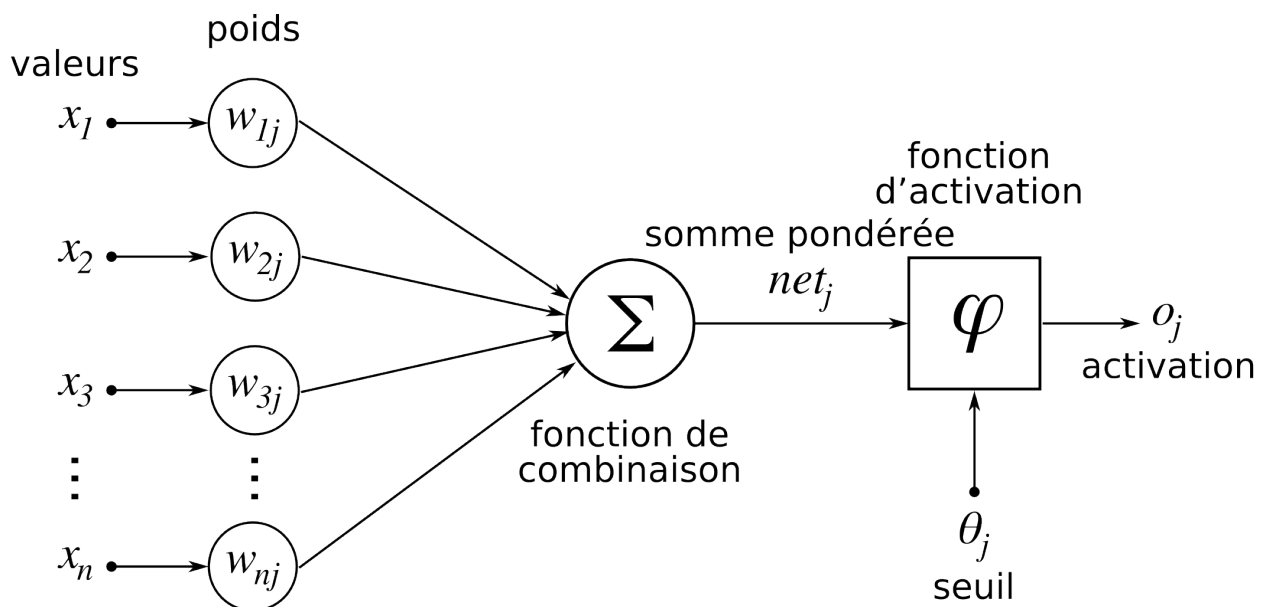 poids
valeurs
x₁ w₁ⱼ
fonction
d’activation
somme pondérée
x₂ w₂ⱼ netⱼ
Σ φ oⱼ
activation
x₃ w₃ⱼ
fonction de
combinaison
⋮ ⋮
θⱼ
xₙ wₙⱼ
seuil